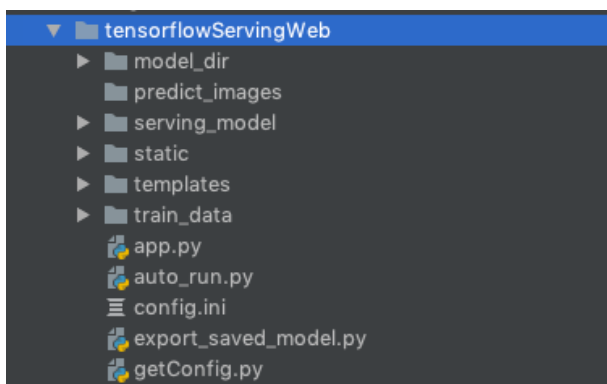 tensorflowServingWeb
model_dir
predict_images
serving_model
static
templates
train_data
app.py
auto_run.py
config.ini
export_saved_model.py
getConfig.py